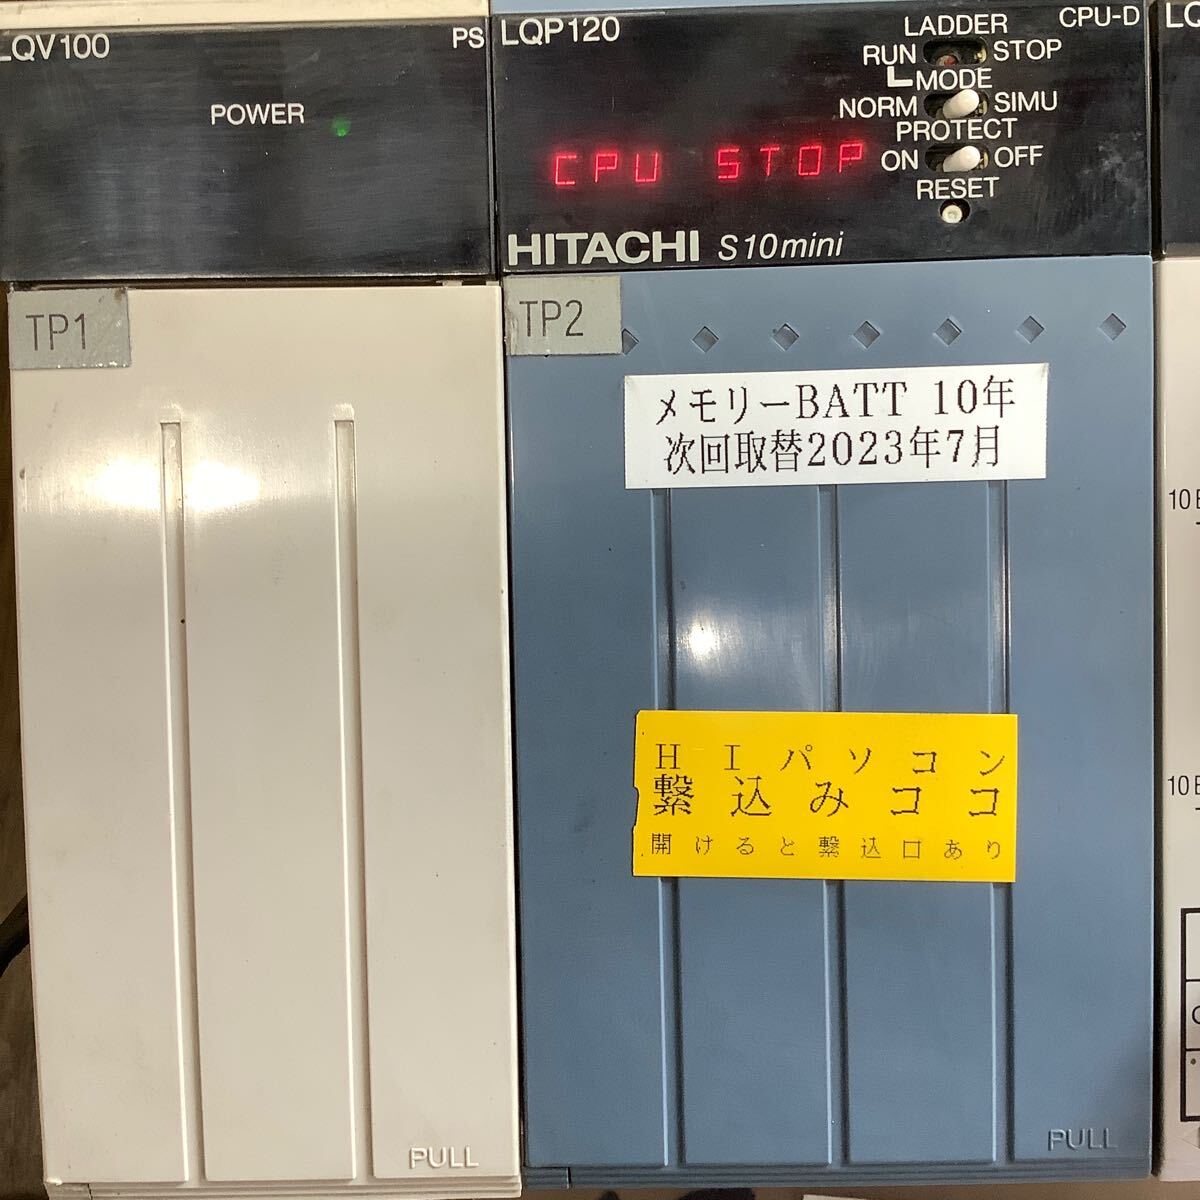 LQV100
PS
POWER
LQP120
CPU-D
LADDER
RUN STOP
MODE
NORM SIMU
PROTECT
ON OFF
RESET
CPU STOP
HITACHI S10mini
LQ
TP1
TP2
メモリーBATT 10年
次回取替2023年7月
10
HIパソコン
繋込みココ
開けると繋込口あり
10
PULL
PULL